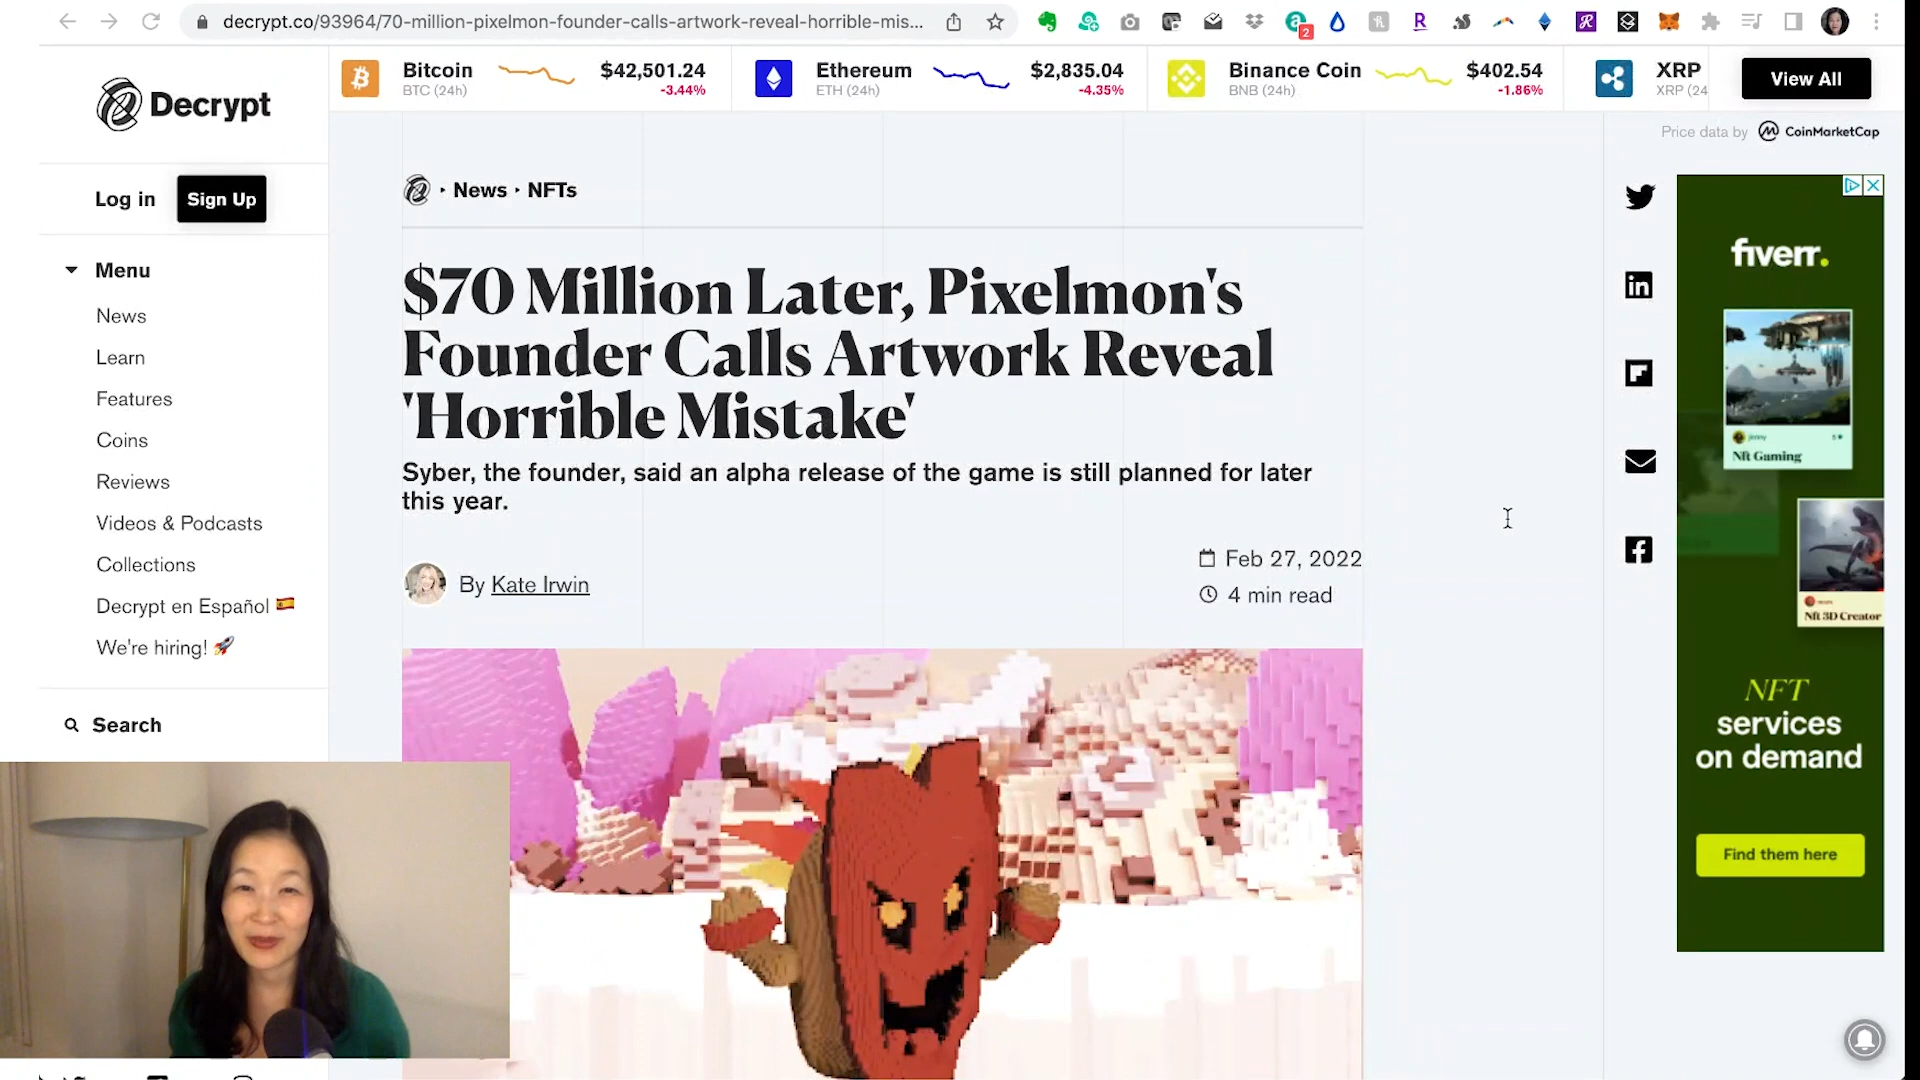 decrypt.co/93964/70-million-pixelmon-founder-calls-artwork-reveal-horrible-mis...
2
Decrypt
Bitcoin
BTC (24h)
$42,501.24
-3.44%
Ethereum
ETH (24h)
$2,835.04
-4.35%
Binance Coin
BNB (24h)
$402.54
-1.86%
XRP
XRP (24
View All
Price data by CoinMarketCap
Log in
Sign Up
Menu
News
Learn
Features
Coins
Reviews
Videos & Podcasts
Collections
Decrypt en Español
We're hiring!
Search
News ‣ NFTs
$70 Million Later, Pixelmon's
Founder Calls Artwork Reveal
'Horrible Mistake'
Syber, the founder, said an alpha release of the game is still planned for later
this year.
By Kate Irwin
Feb 27, 2022
4 min read
fiverr.
jenny
5★
Nft Gaming
Nft 3D Creator
NFT
services
on demand
Find them here